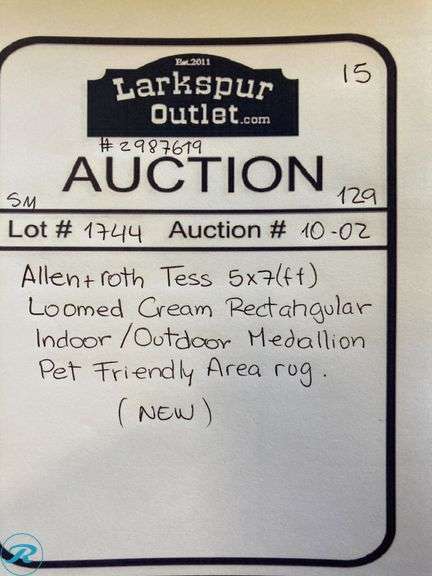 Est. 2011
15
Larkspur
Outlet.com
# 2987619
AUCTION
SM
129
Lot # 1744 Auction # 10-02
Allen+roth Tess 5x7(ft)
Loomed Cream Rectangular
Indoor/Outdoor Medallion
Pet Friendly Area rug.
(NEW)
R